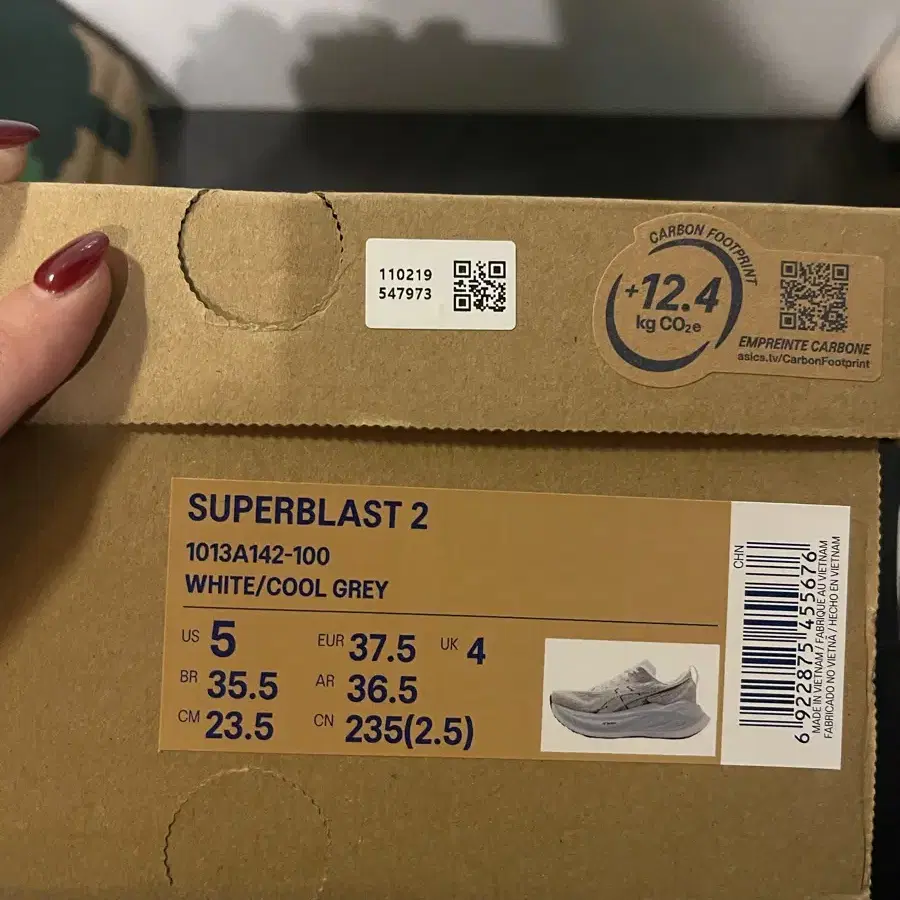 110219
547973
CARBON FOOTPRINT
+12.4
kg CO₂e
EMPREINTE CARBONE
asics.tv/CarbonFootprint
SUPERBLAST 2
1013A142-100
WHITE/COOL GREY
US 5 EUR 37.5 UK 4
BR 35.5 AR 36.5
CM 23.5 CN 235(2.5)
CHN
6 922875 455676
MADE IN VIETNAM / FABRIQUÉ AU VIETNAM
FABRICADO NO VIETNÃ / HECHO EN VIETNAM